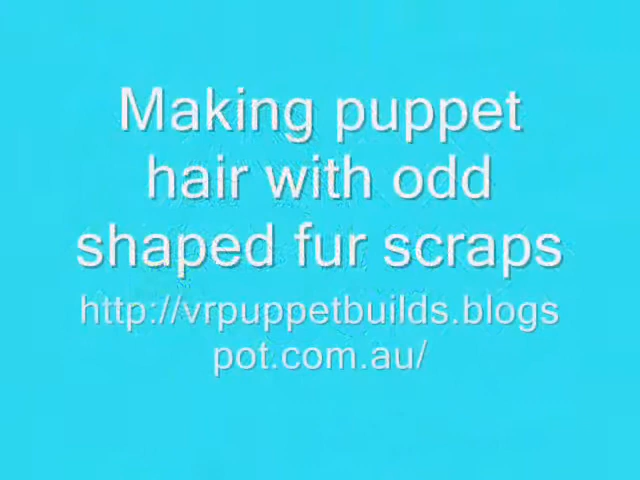 Making puppet
hair with odd
shaped fur scraps
http://vrpuppetbuilds.blogs
pot.com.au/